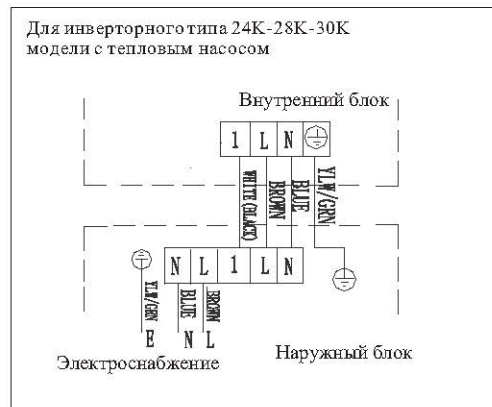 Для инверторного типа 24K-28K-30K
модели с тепловым насосом
Внутренний блок
1 L N
WHITE (BLACK)
BROWN
BLUE
YLW/GRN
N L 1 L N
YLW/GRN
BLUE
BROWN
E N L
Электроснабжение
Наружный блок